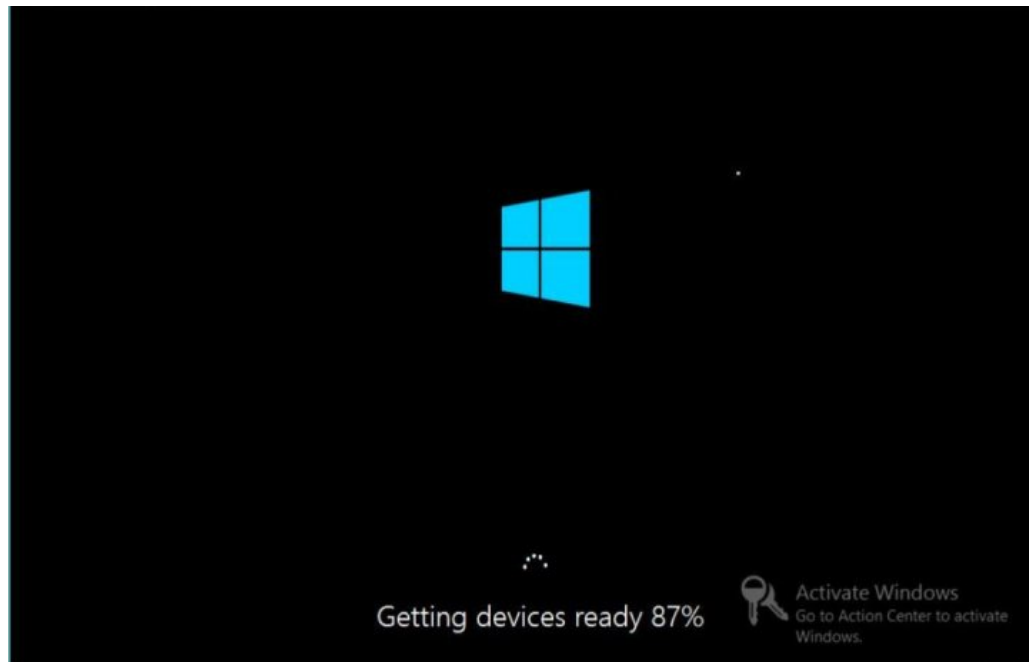 Getting devices ready 87%
Activate Windows
Go to Action Center to activate
Windows.